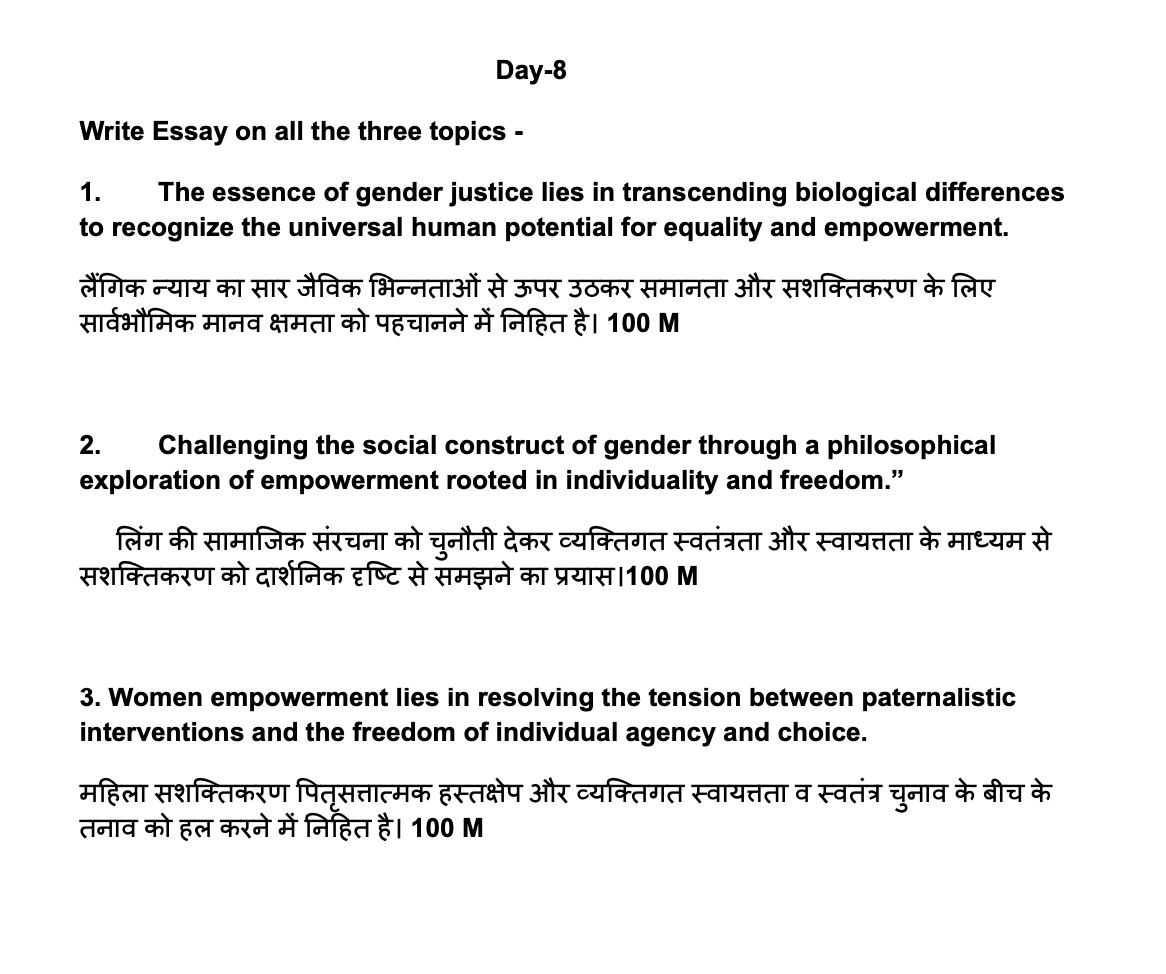 Day-8
Write Essay on all the three topics -
1. The essence of gender justice lies in transcending biological differences
to recognize the universal human potential for equality and empowerment.
लैंगिक न्याय का सार जैविक भिन्नताओं से ऊपर उठकर समानता और सशक्तिकरण के लिए
सार्वभौमिक मानव क्षमता को पहचानने में निहित है। 100 M
2. Challenging the social construct of gender through a philosophical
exploration of empowerment rooted in individuality and freedom.”
लिंग की सामाजिक संरचना को चुनौती देकर व्यक्तिगत स्वतंत्रता और स्वायत्तता के माध्यम से
सशक्तिकरण को दार्शनिक दृष्टि से समझने का प्रयास।100 M
3. Women empowerment lies in resolving the tension between paternalistic
interventions and the freedom of individual agency and choice.
महिला सशक्तिकरण पितृसत्तात्मक हस्तक्षेप और व्यक्तिगत स्वायत्तता व स्वतंत्र चुनाव के बीच के
तनाव को हल करने में निहित है। 100 M